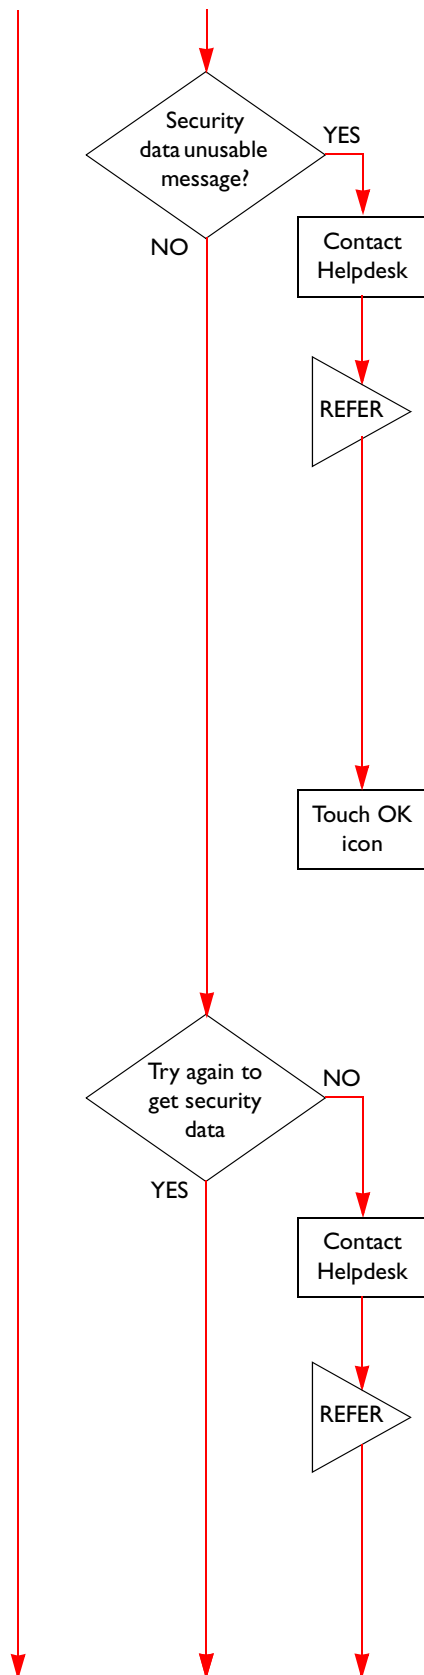 Security
data unusable
message?
YES
NO
Contact
Helpdesk
REFER
Touch OK
icon
Try again to
get security
data
NO
YES
Contact
Helpdesk
REFER